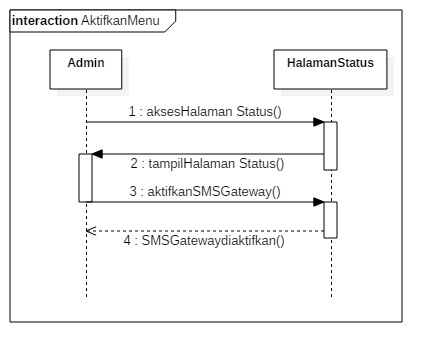 interaction AktifkanMenu
Admin
HalamanStatus
1 : aksesHalaman Status()
2 : tampilHalaman Status()
3 : aktifkanSMSGateway()
4 : SMSGatewaydiaktifkan()